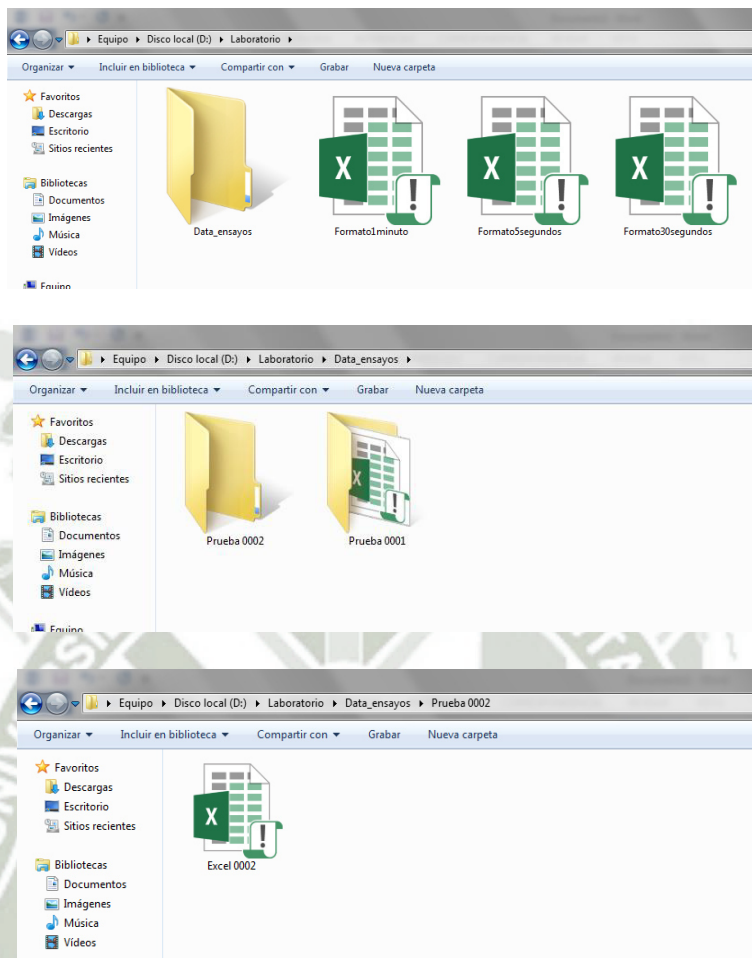 Equipo Disco local (D:) Laboratorio
Organizar Incluir en biblioteca Compartir con Grabar Nueva carpeta
Favoritos
Descargas
Escritorio
Sitios recientes
Bibliotecas
Documentos
Imágenes
Música
Vídeos
Equipo
Data_ensayos Formato1minuto Formato5segundos Formato30segundos
Equipo Disco local (D:) Laboratorio Data_ensayos
Organizar Incluir en biblioteca Compartir con Grabar Nueva carpeta
Favoritos
Descargas
Escritorio
Sitios recientes
Bibliotecas
Documentos
Imágenes
Música
Vídeos
Equipo
Prueba 0002 Prueba 0001
Equipo Disco local (D:) Laboratorio Data_ensayos Prueba 0002
Organizar Incluir en biblioteca Compartir con Grabar Nueva carpeta
Favoritos
Descargas
Escritorio
Sitios recientes
Bibliotecas
Documentos
Imágenes
Música
Vídeos
Excel 0002